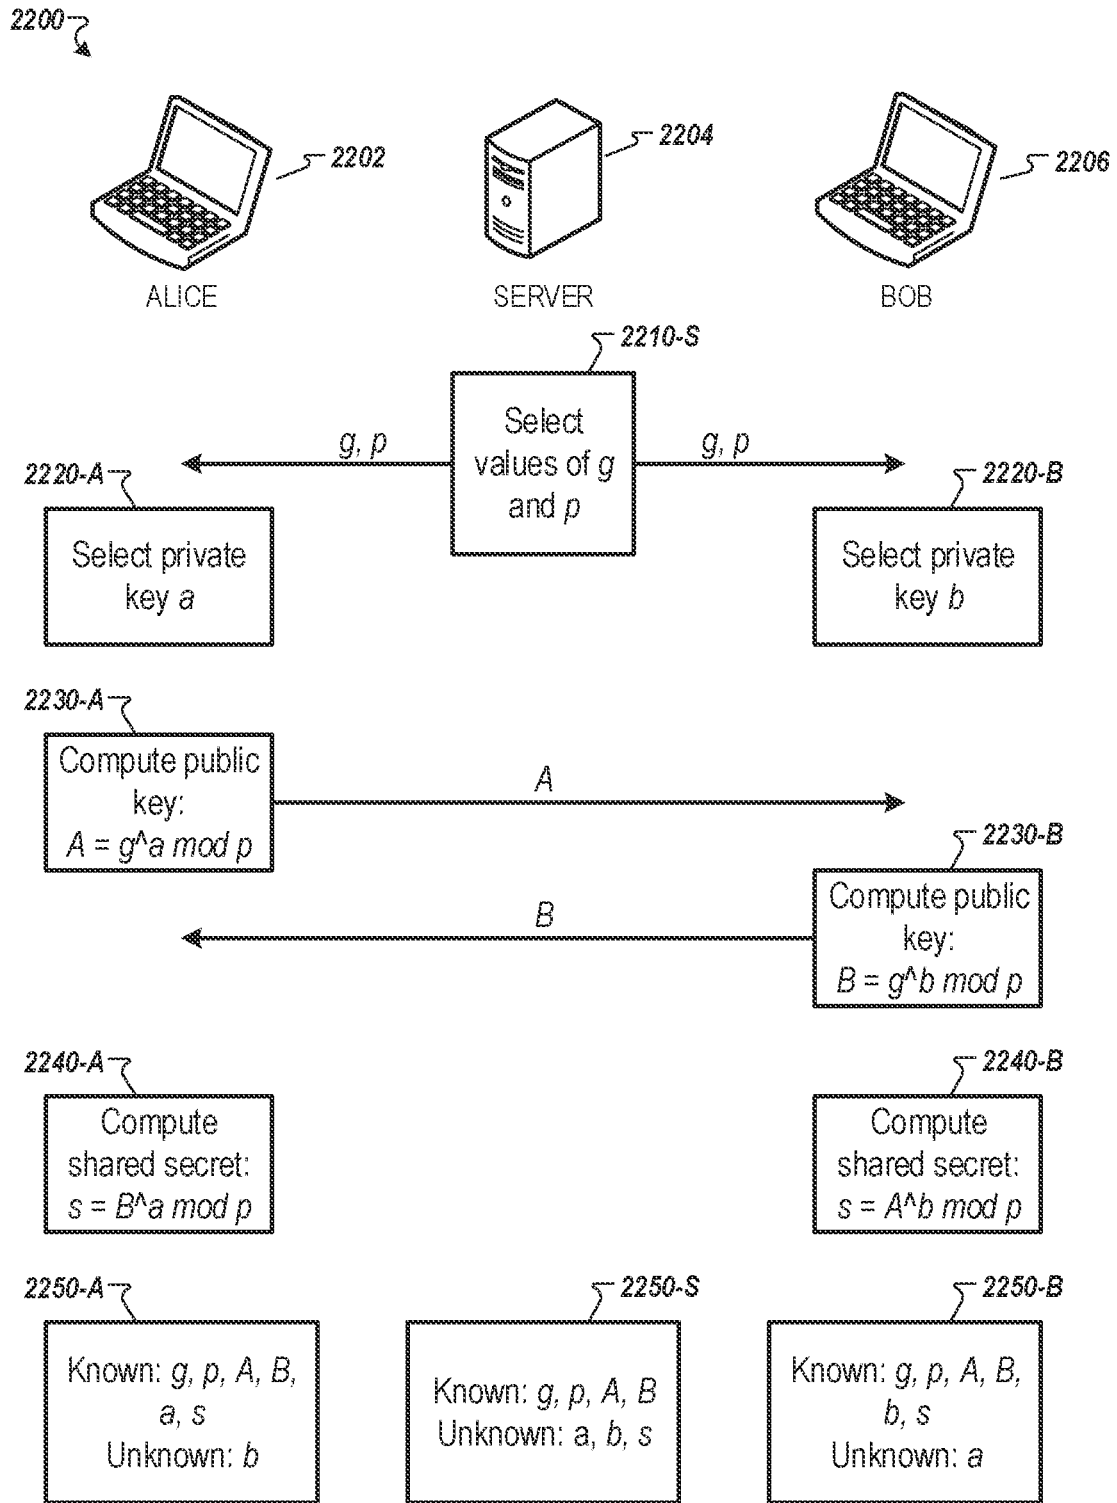 2200
2202
2204
2206
ALICE
SERVER
BOB
2210-S
Select
values of g
and p
g, p
g, p
2220-A
Select private
key a
2220-B
Select private
key b
2230-A
Compute public
key:
A = g^a mod p
A
2230-B
Compute public
key:
B = g^b mod p
B
2240-A
Compute
shared secret:
s = B^a mod p
2240-B
Compute
shared secret:
s = A^b mod p
2250-A
Known: g, p, A, B,
a, s
Unknown: b
2250-S
Known: g, p, A, B
Unknown: a, b, s
2250-B
Known: g, p, A, B,
b, s
Unknown: a